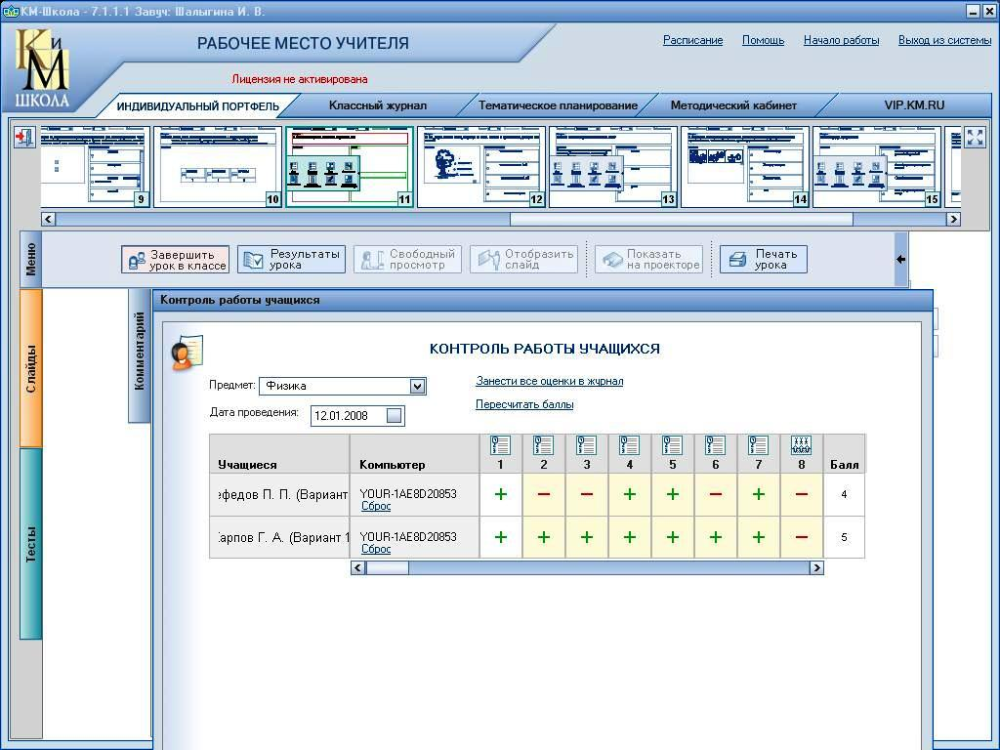 КМ-Школа - 7.1.1.1 Завуч: Шалыгина И. В.
КИМ ШКОЛА
РАБОЧЕЕ МЕСТО УЧИТЕЛЯ
Расписание Помощь Начало работы Выход из системы
Лицензия не активирована
ИНДИВИДУАЛЬНЫЙ ПОРТФЕЛЬ Классный журнал Тематическое планирование Методический кабинет VIP.KM.RU
9 10 11 12 13 14 15
Меню
Завершить урок в классе
Результаты урока
Свободный просмотр
Отобразить слайд
Показать на проекторе
Печать урока
Слайды
Тесты
Комментарий
Контроль работы учащихся
КОНТРОЛЬ РАБОТЫ УЧАЩИХСЯ
Предмет: Физика
Занести все оценки в журнал
Дата проведения: 12.01.2008
Пересчитать баллы
Учащиеся Компьютер 1 2 3 4 5 6 7 8 Балл
ефедов П. П. (Вариант YOUR-1AE8D20853 + − − + + − + − 4
Сброс
Карпов Г. А. (Вариант 1 YOUR-1AE8D20853 + + + + + + + − 5
Сброс